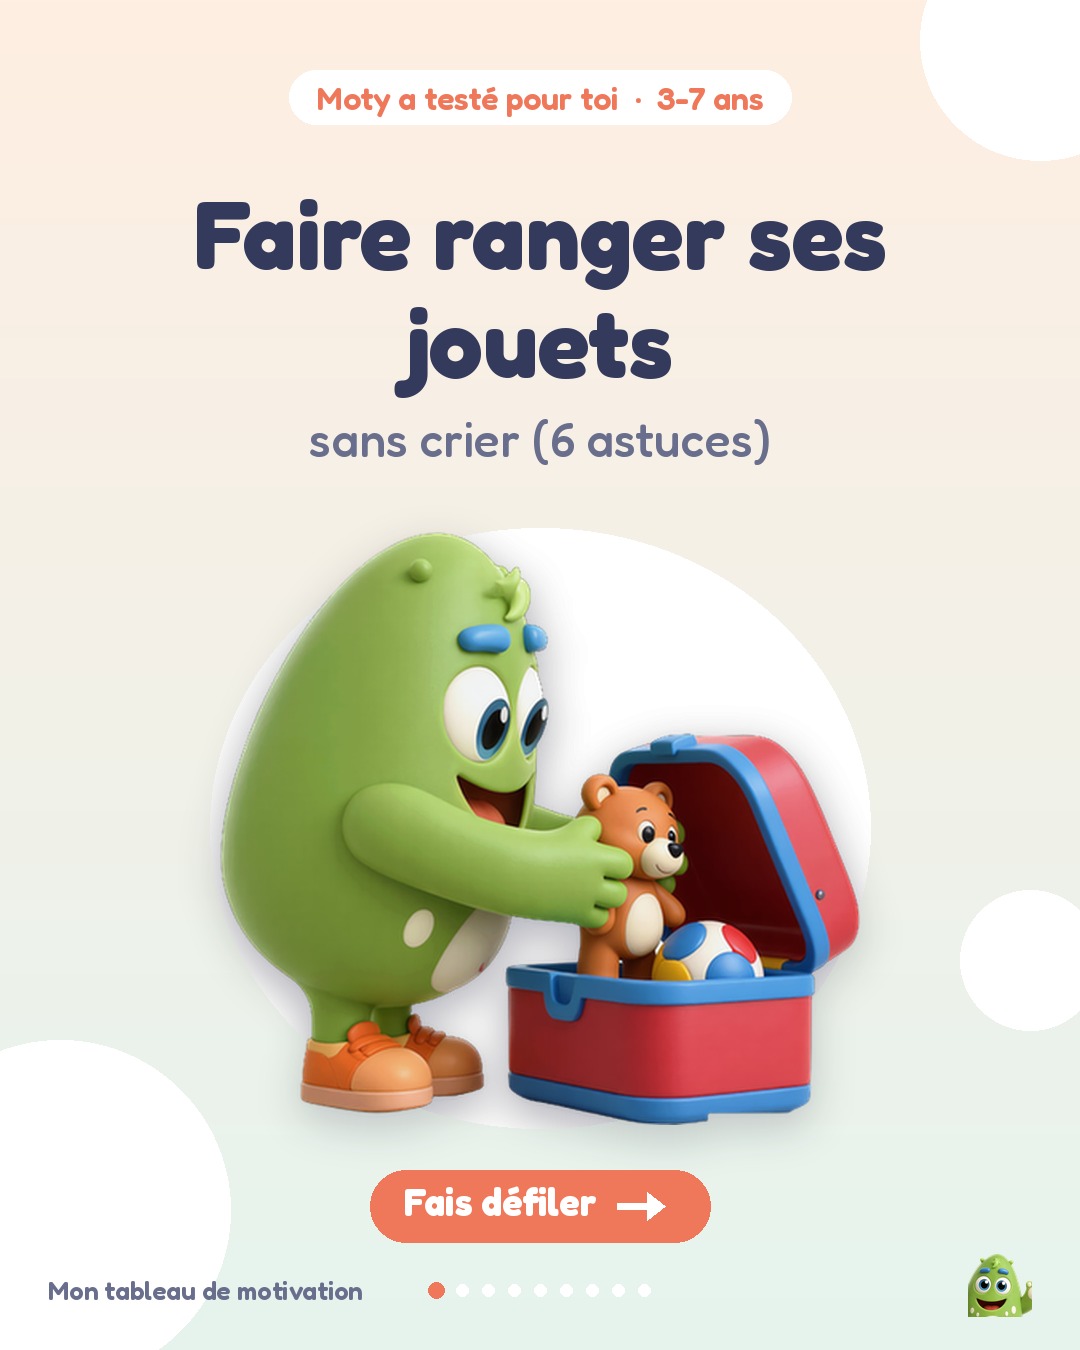 Moty a testé pour toi · 3-7 ans
Faire ranger ses
jouets
sans crier (6 astuces)
Fais défiler →
Mon tableau de motivation